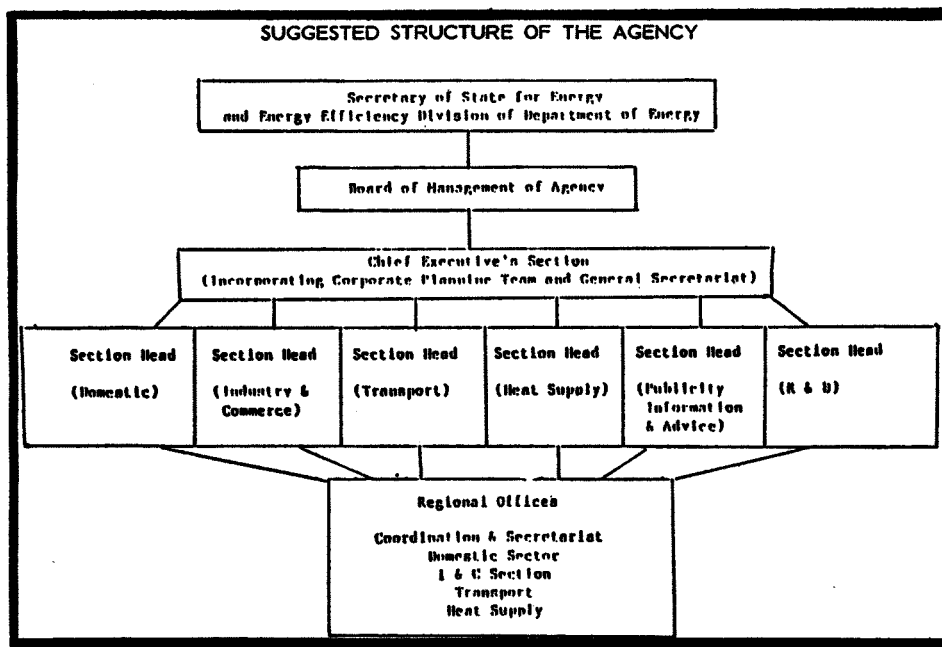 SUGGESTED STRUCTURE OF THE AGENCY
Secretary of State for Energy
and Energy Efficiency Division of Department of Energy
Board of Management of Agency
Chief Executive's Section
(Incorporating Corporate Planning Team and General Secretariat)
Section Head
(Domestic)
Section Head
(Industry &
Commerce)
Section Head
(Transport)
Section Head
(Heat Supply)
Section Head
(Publicity
Information
& Advice)
Section Head
(R & D)
Regional Offices
Coordination & Secretariat
Domestic Sector
I & C Section
Transport
Heat Supply